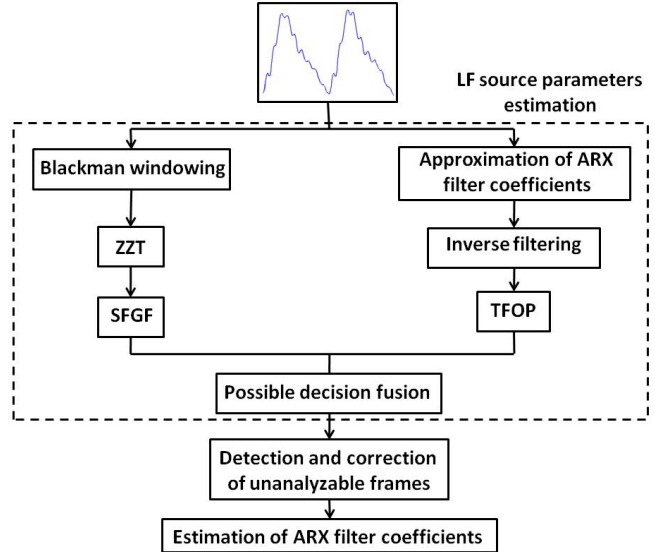 LF source parameters
estimation
Blackman windowing
Approximation of ARX
filter coefficients
ZZT
Inverse filtering
SFGF
TFOP
Possible decision fusion
Detection and correction
of unanalyzable frames
Estimation of ARX filter coefficients